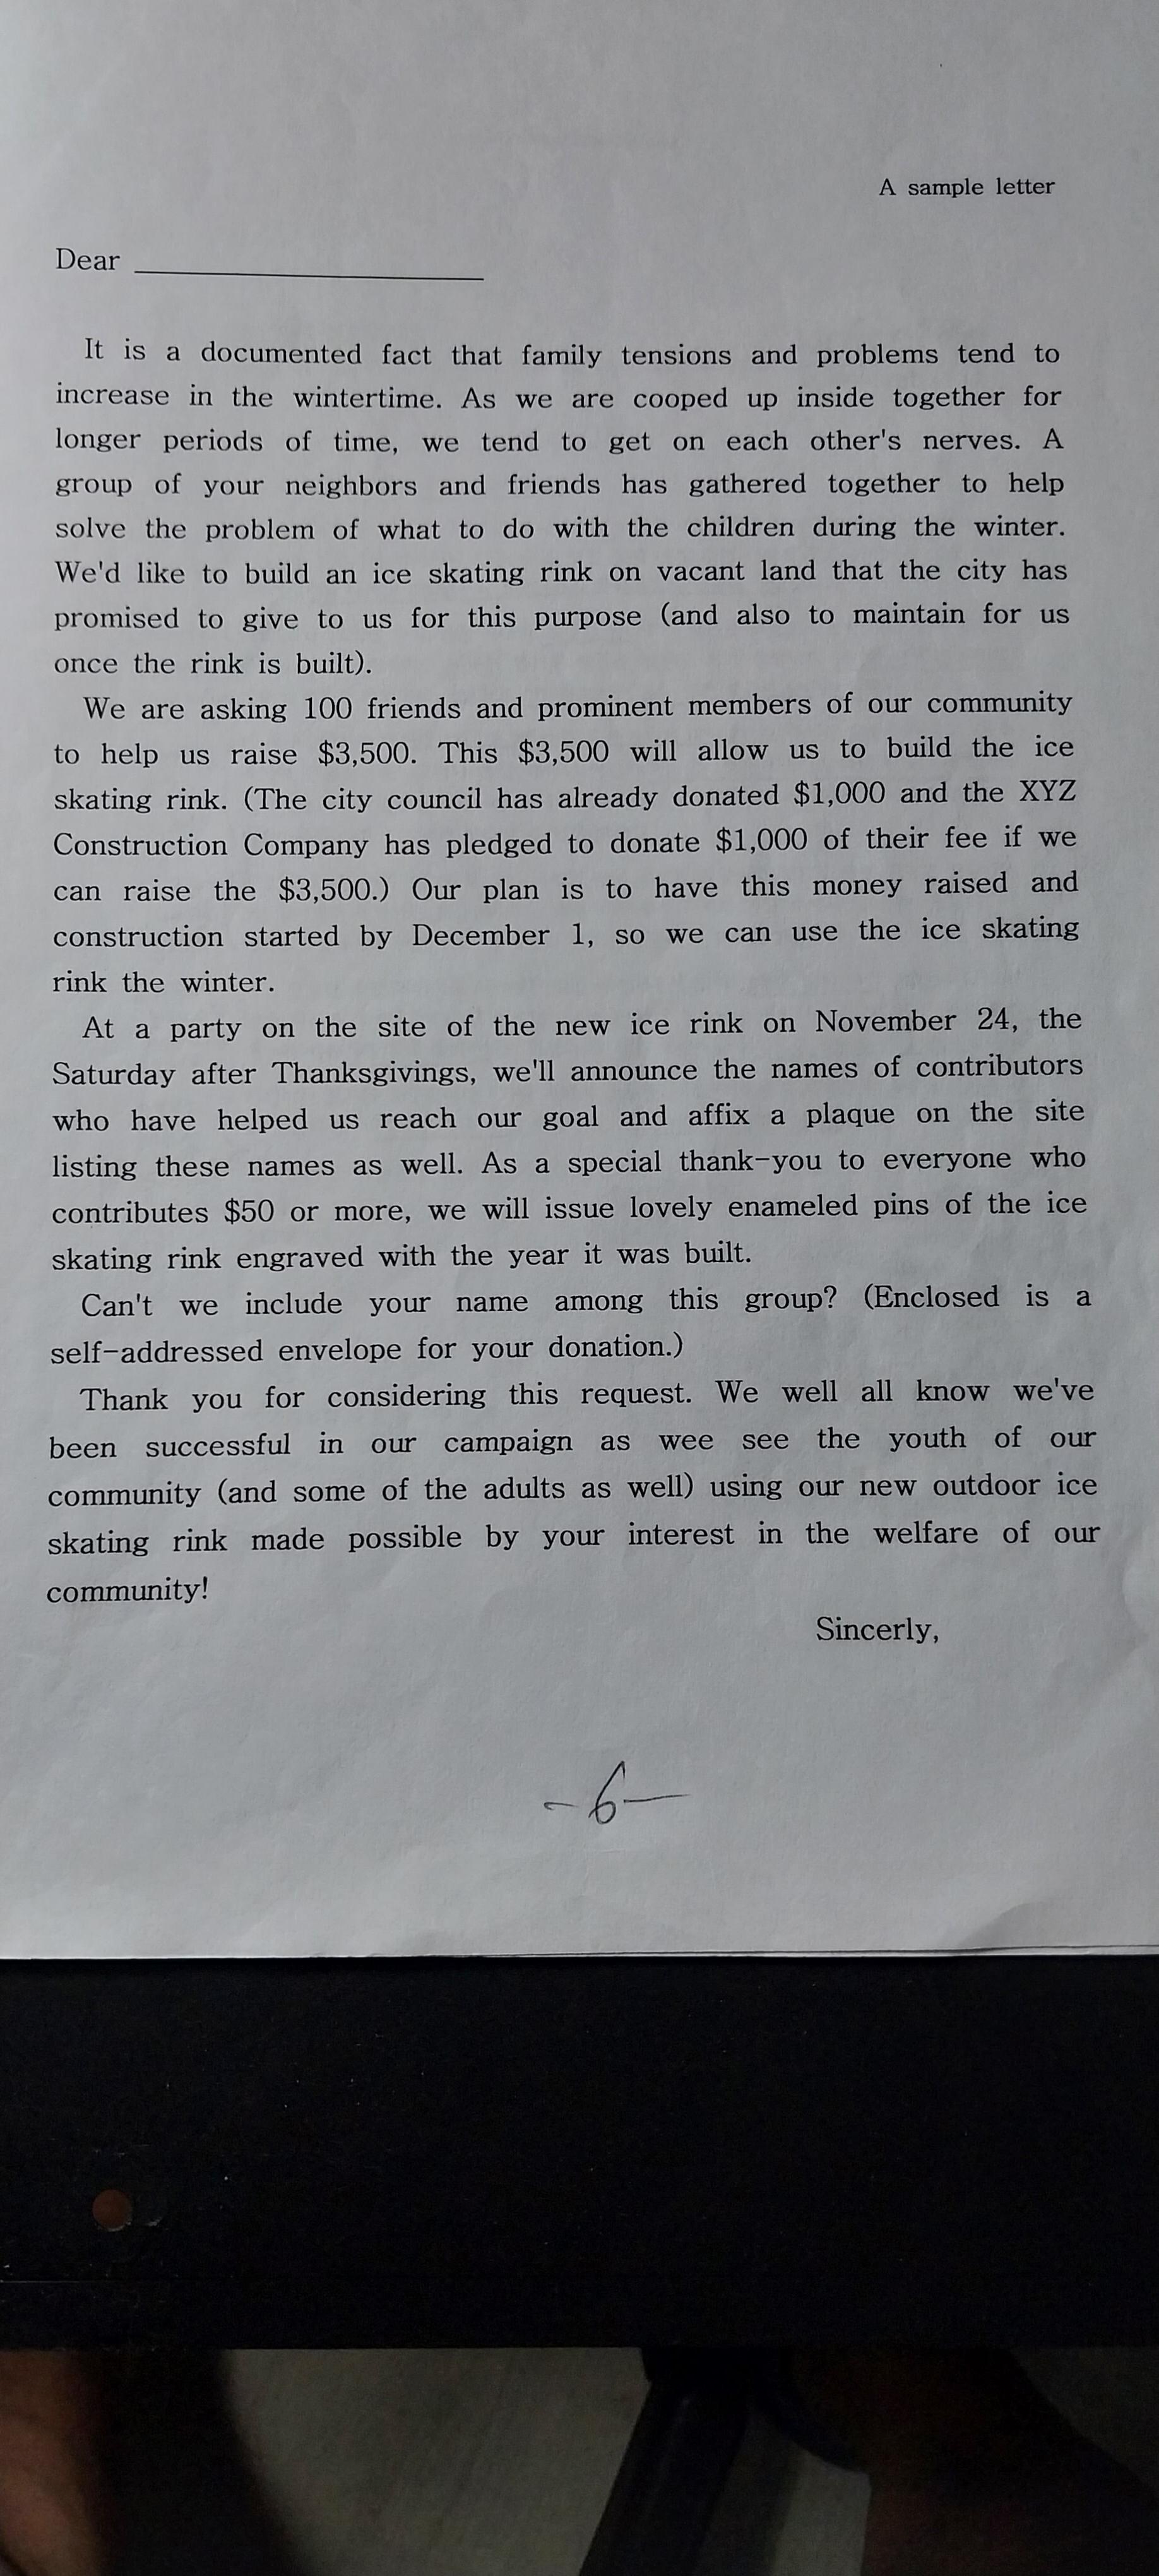 A sample letter
Dear
It is a documented fact that family tensions and problems tend to
increase in the wintertime. As we are cooped up inside together for
longer periods of time, we tend to get on each other's nerves. A
group of your neighbors and friends has gathered together to help
solve the problem of what to do with the children during the winter.
We'd like to build an ice skating rink on vacant land that the city has
promised to give to us for this purpose (and also to maintain for us
once the rink is built).
We are asking 100 friends and prominent members of our community
to help us raise $3,500. This $3,500 will allow us to build the ice
skating rink. (The city council has already donated $1,000 and the XYZ
Construction Company has pledged to donate $1,000 of their fee if we
can raise the $3,500.) Our plan is to have this money raised and
construction started by December 1, so we can use the ice skating
rink the winter.
At a party on the site of the new ice rink on November 24, the
Saturday after Thanksgivings, we'll announce the names of contributors
who have helped us reach our goal and affix a plaque on the site
listing these names as well. As a special thank-you to everyone who
contributes $50 or more, we will issue lovely enameled pins of the ice
skating rink engraved with the year it was built.
Can't we include your name among this group? (Enclosed is a
self-addressed envelope for your donation.)
Thank you for considering this request. We well all know we've
been successful in our campaign as wee see the youth of our
community (and some of the adults as well) using our new outdoor ice
skating rink made possible by your interest in the welfare of our
community!
Sincerly,
-6-